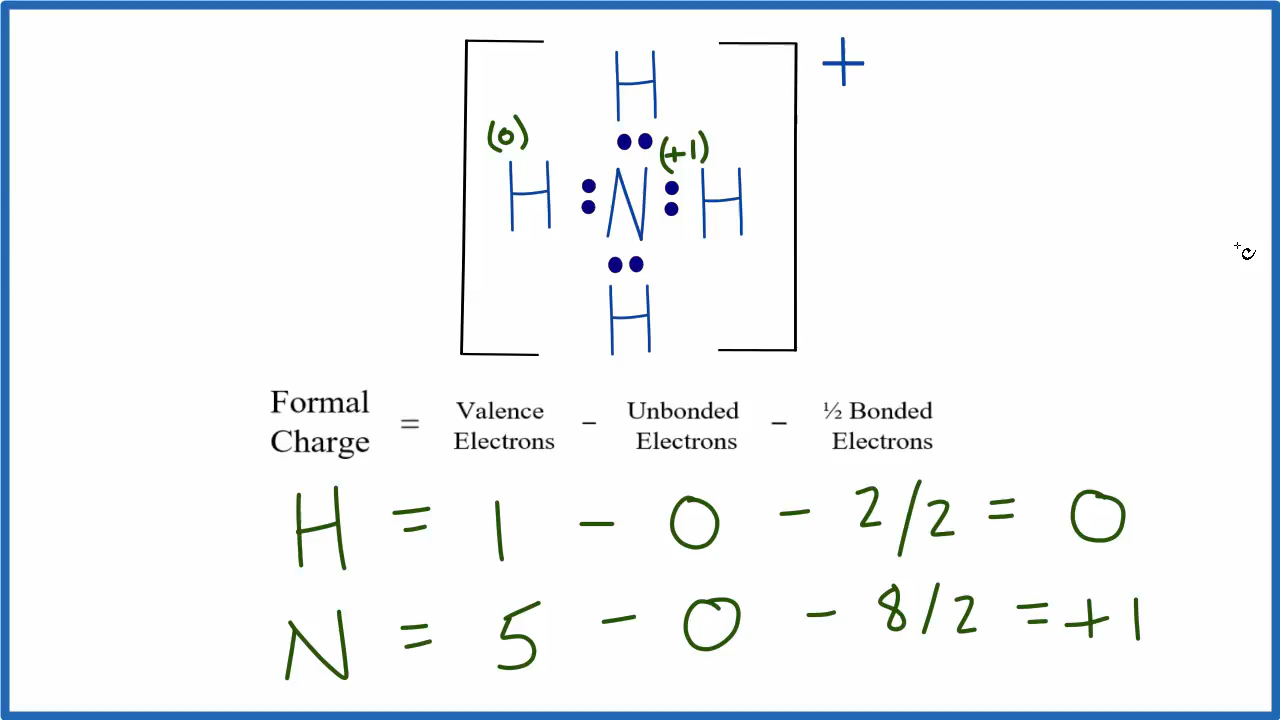 H +
(0) (+1)
H : N : H
H
Formal Charge = Valence Electrons - Unbonded Electrons - ½ Bonded Electrons
H = 1 - 0 - 2/2 = 0
N = 5 - 0 - 8/2 = +1